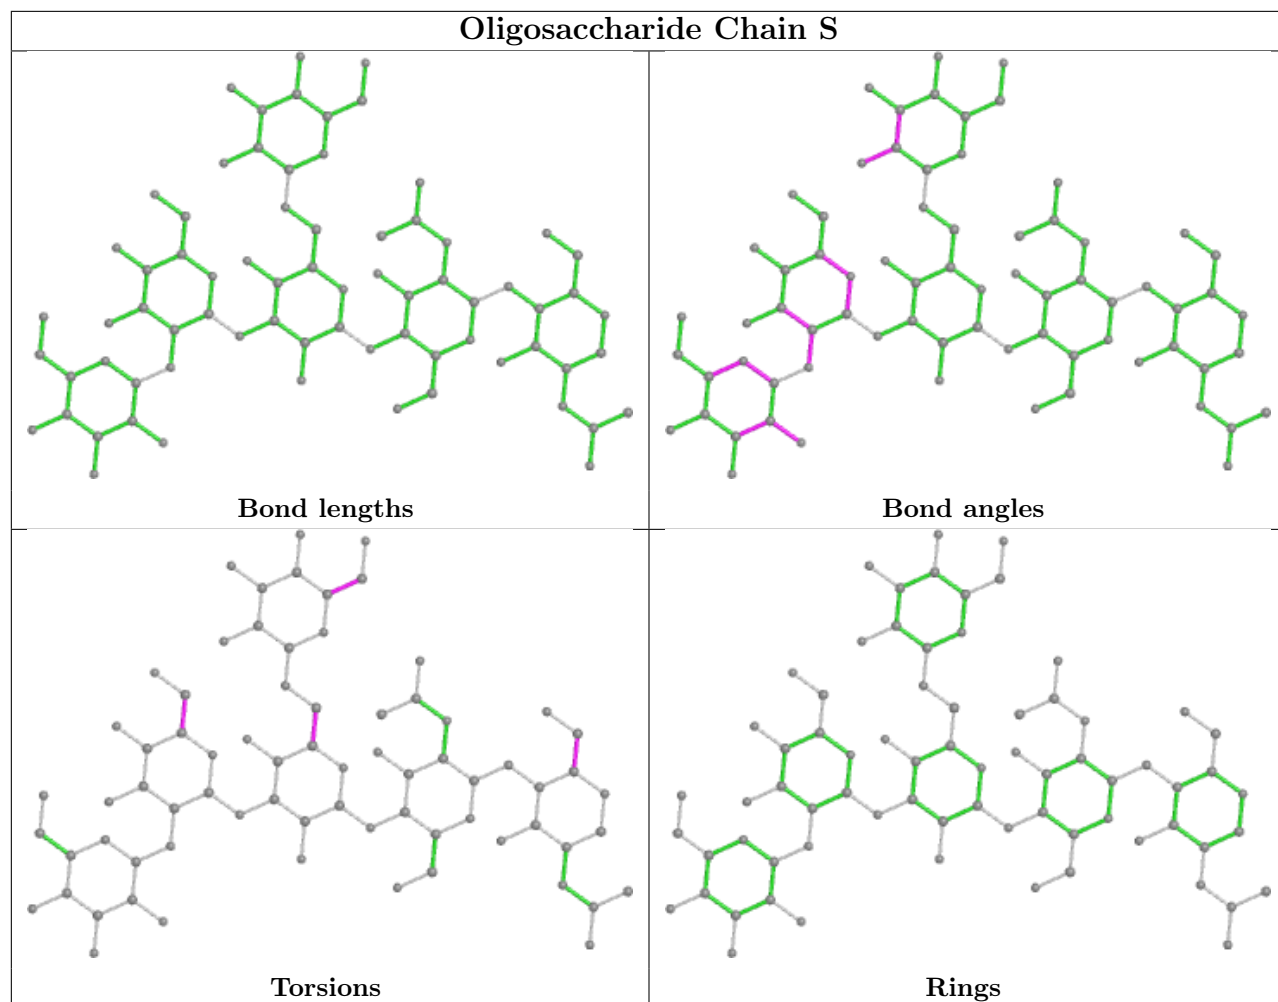 Oligosaccharide Chain S
Bond lengths
Bond angles
Torsions
Rings